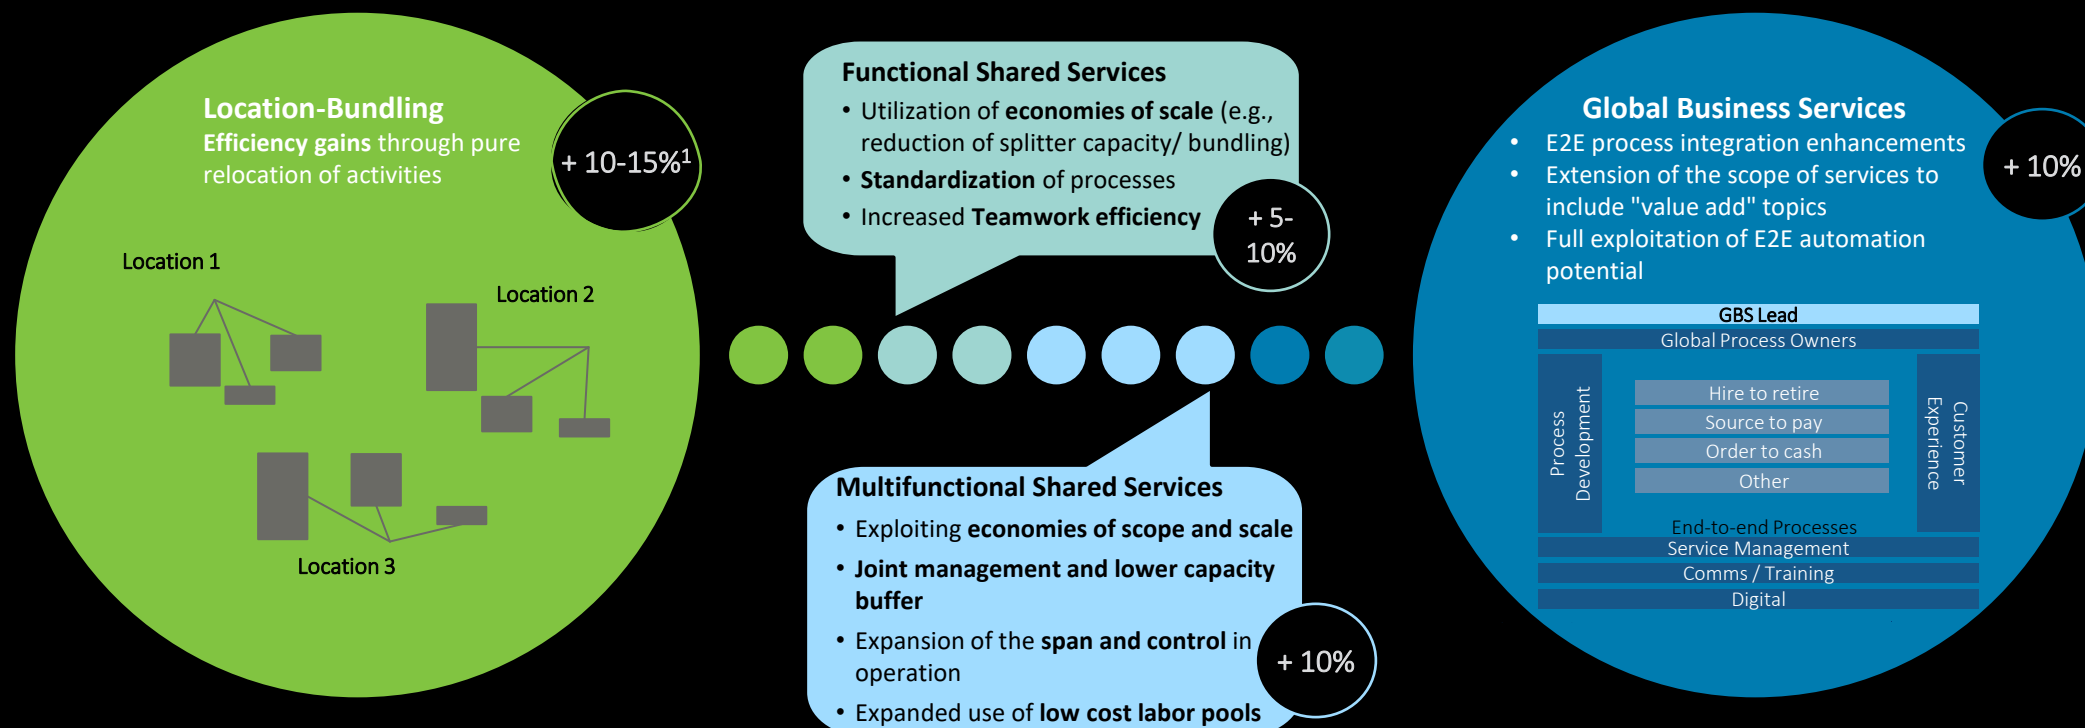 Location-Bundling
Efficiency gains through pure
relocation of activities
+ 10-15%¹
Location 1
Location 2
Location 3
Functional Shared Services
• Utilization of economies of scale (e.g.,
reduction of splitter capacity/ bundling)
• Standardization of processes
• Increased Teamwork efficiency
+ 5-
10%
Multifunctional Shared Services
• Exploiting economies of scope and scale
• Joint management and lower capacity
buffer
• Expansion of the span and control in
operation
• Expanded use of low cost labor pools
+ 10%
Global Business Services
• E2E process integration enhancements
• Extension of the scope of services to
include "value add" topics
• Full exploitation of E2E automation
potential
+ 10%
GBS Lead
Global Process Owners
Process
Development
Hire to retire
Source to pay
Order to cash
Other
Customer
Experience
End-to-end Processes
Service Management
Comms / Training
Digital